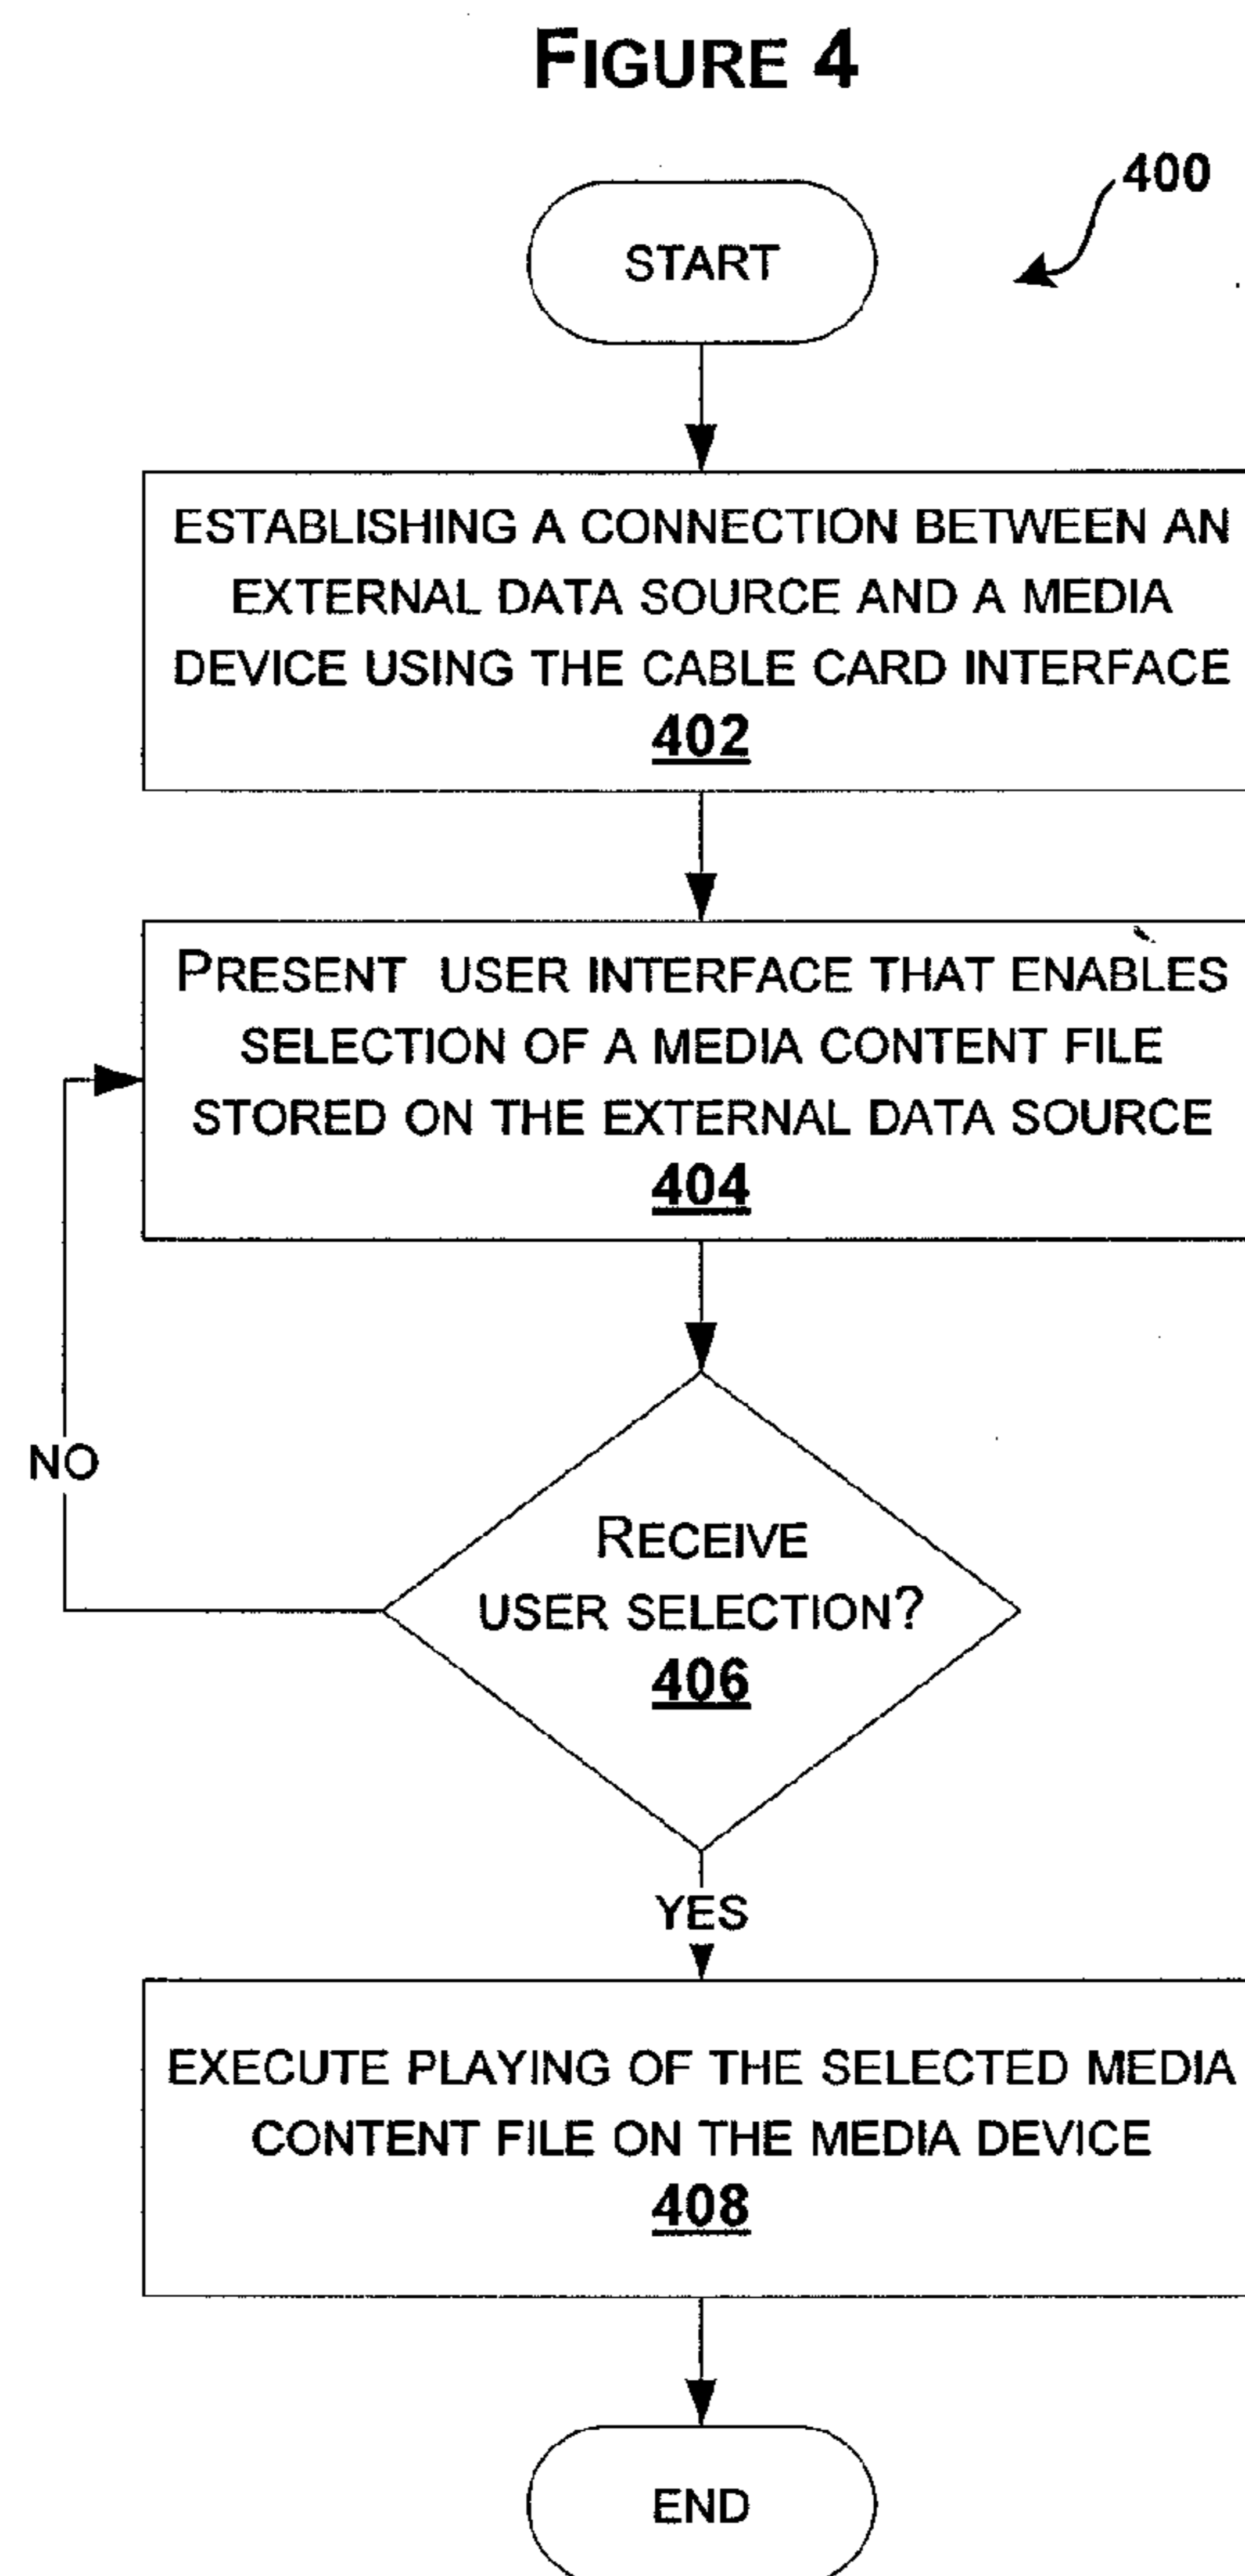 FIGURE 4
400
START
ESTABLISHING A CONNECTION BETWEEN AN
EXTERNAL DATA SOURCE AND A MEDIA
DEVICE USING THE CABLE CARD INTERFACE
402
PRESENT USER INTERFACE THAT ENABLES
SELECTION OF A MEDIA CONTENT FILE
STORED ON THE EXTERNAL DATA SOURCE
404
NO
RECEIVE
USER SELECTION?
406
YES
EXECUTE PLAYING OF THE SELECTED MEDIA
CONTENT FILE ON THE MEDIA DEVICE
408
END